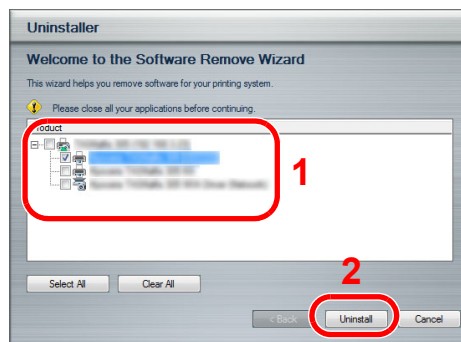 Uninstaller
Welcome to the Software Remove Wizard
This wizard helps you remove software for your printing system.
Please close all your applications before continuing.
Product
1
Select All Clear All
2
< Back Uninstall Cancel